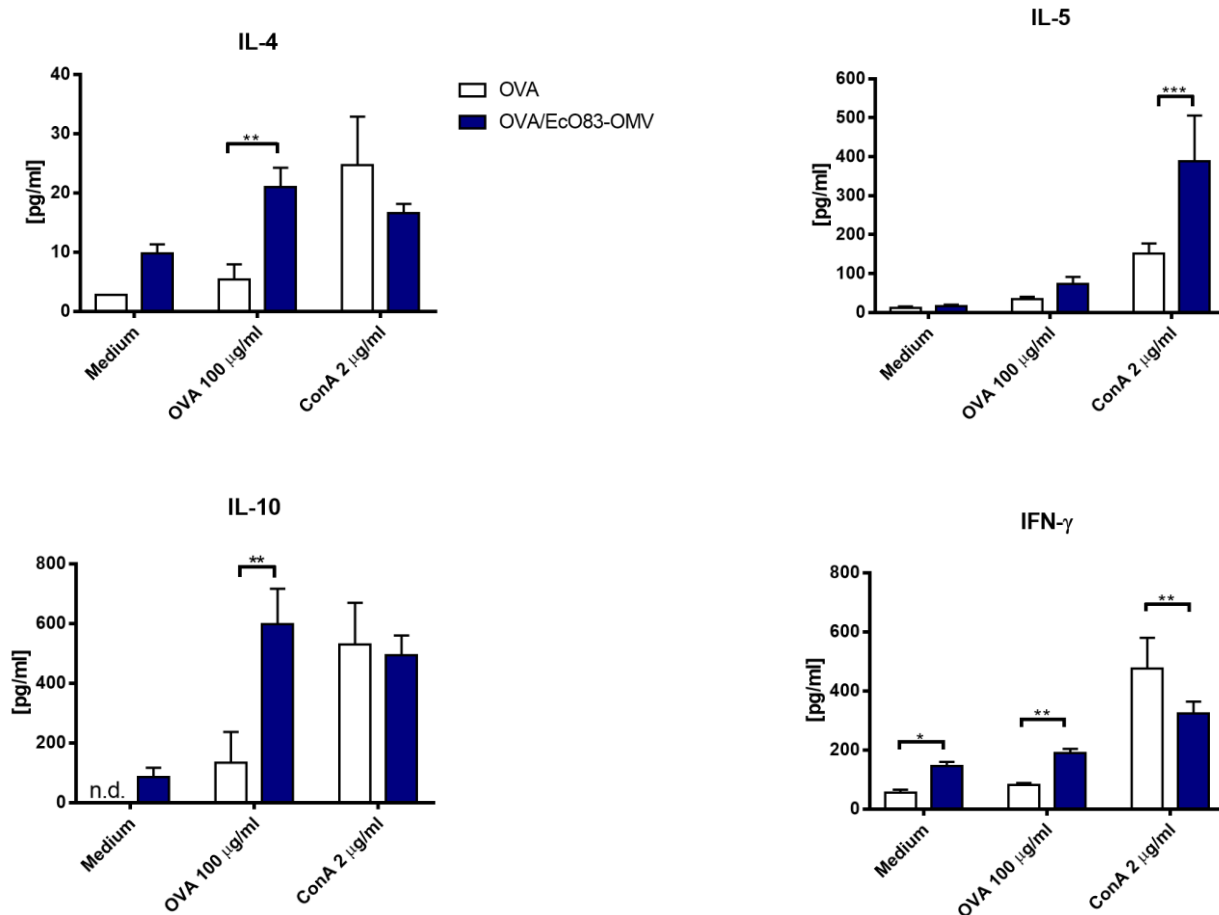 IL-4
[pg/ml]
40
30
20
10
0
**
Medium
OVA 100 µg/ml
ConA 2 µg/ml
OVA
OVA/EcO83-OMV
IL-5
[pg/ml]
600
500
400
300
200
100
0
***
Medium
OVA 100 µg/ml
ConA 2 µg/ml
IL-10
[pg/ml]
800
600
400
200
0
n.d.
**
Medium
OVA 100 µg/ml
ConA 2 µg/ml
IFN-γ
[pg/ml]
800
600
400
200
0
*
**
**
Medium
OVA 100 µg/ml
ConA 2 µg/ml